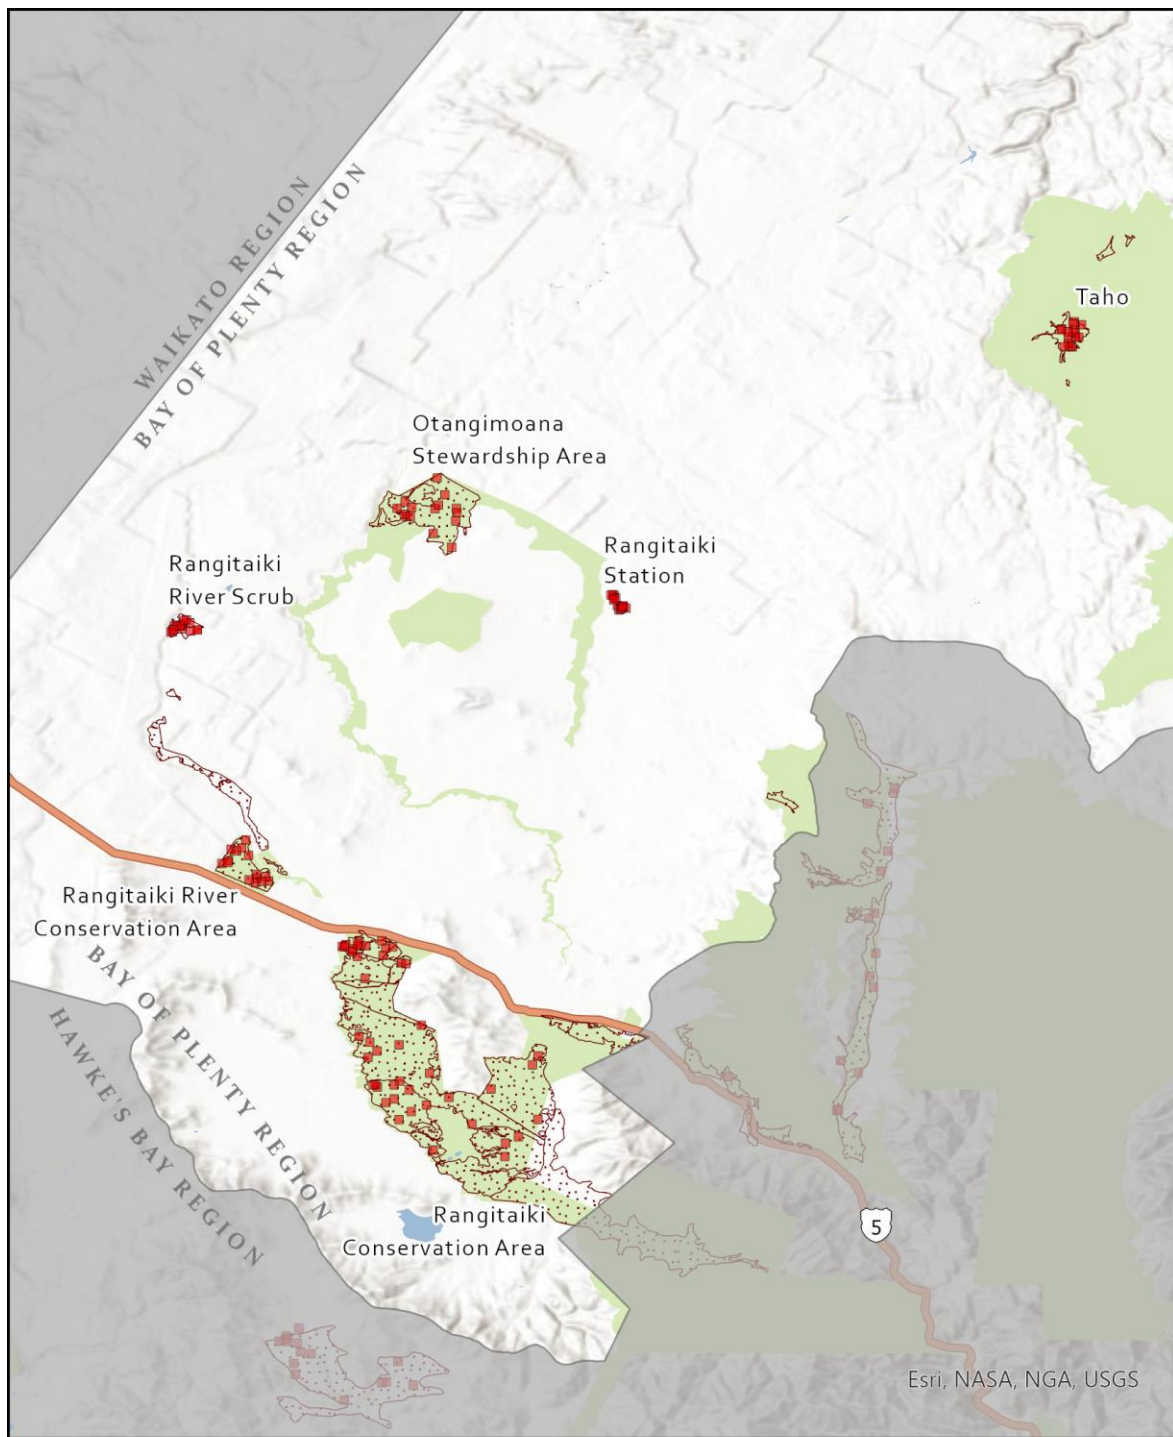 WAIKATO REGION
BAY OF PLENTY REGION
Taho
Otangimoana
Stewardship Area
Rangitaiki
Station
Rangitaiki
River Scrub
Rangitaiki River
Conservation Area
BAY OF PLENTY REGION
HAWKE'S BAY REGION
Rangitaiki
Conservation Area
5
Esri, NASA, NGA, USGS